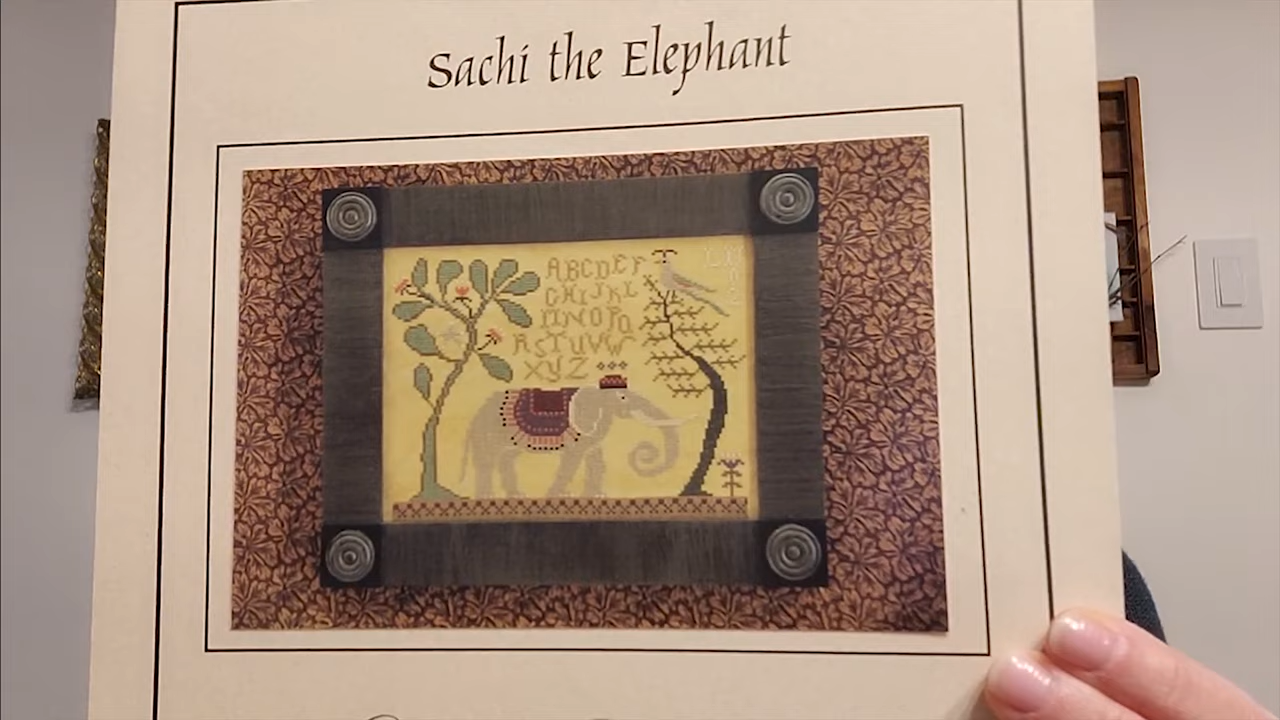 Sachi the Elephant
ABCDEF
GHIJKL
MNOPQ
RSTUVW
XYZ